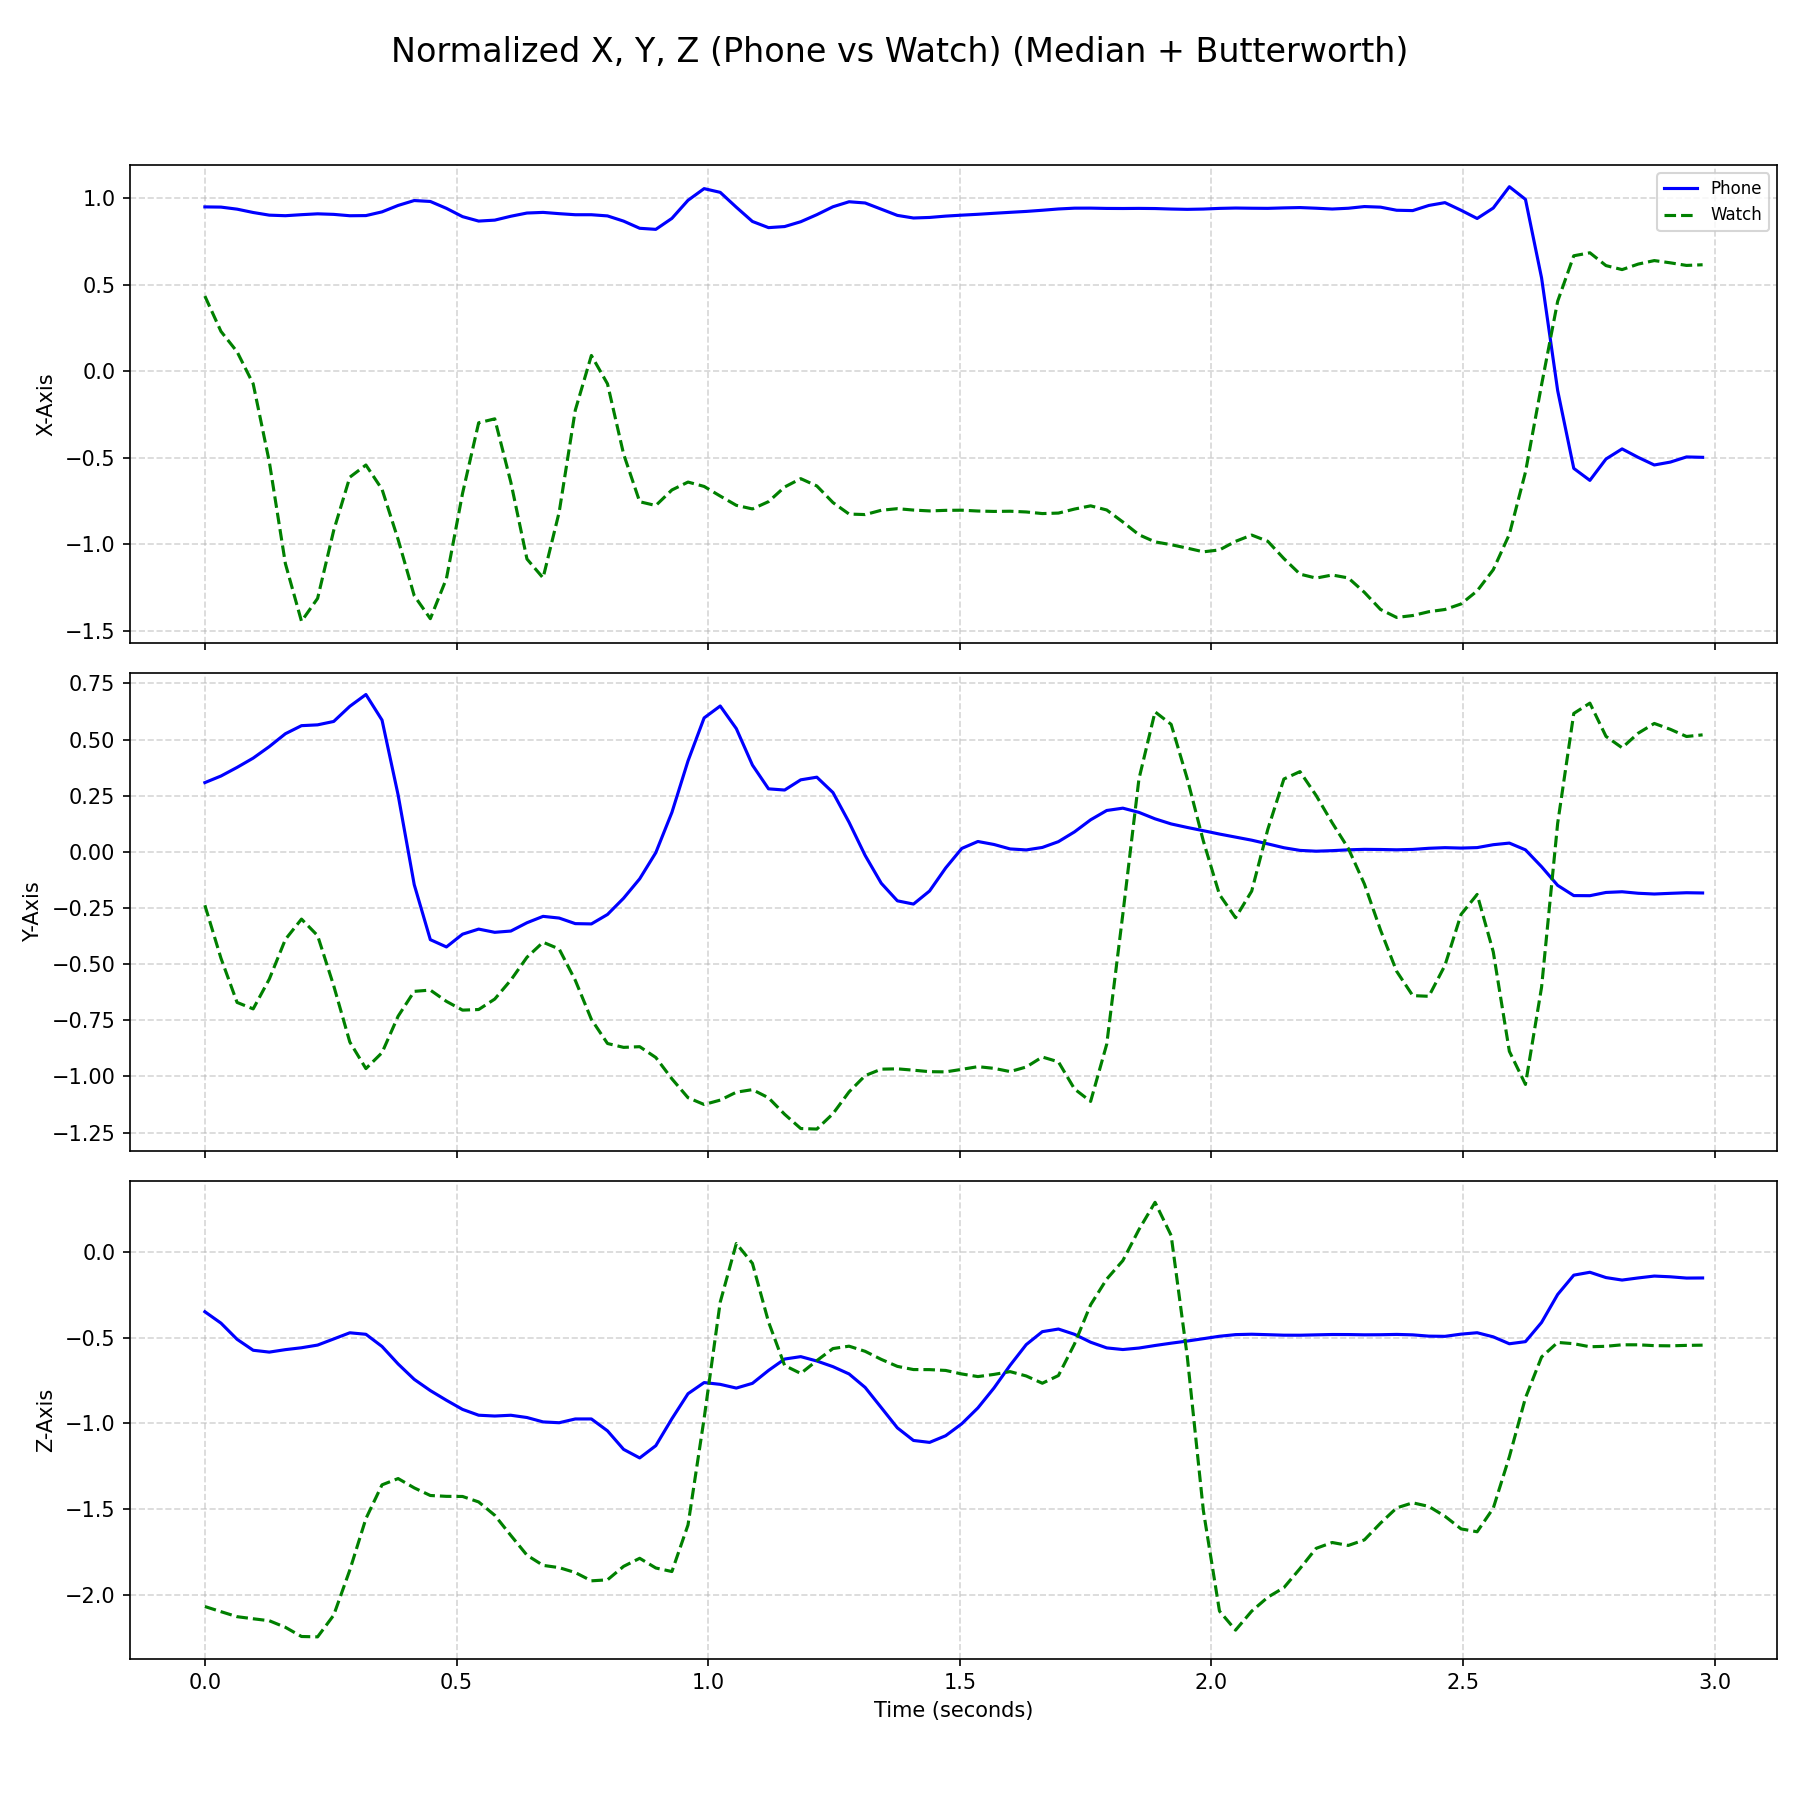 Normalized X, Y, Z (Phone vs Watch) (Median + Butterworth)
Phone
Watch
1.0
0.5
0.0
−0.5
−1.0
−1.5
X-Axis
0.75
0.50
0.25
0.00
−0.25
−0.50
−0.75
−1.00
−1.25
Y-Axis
0.0
−0.5
−1.0
−1.5
−2.0
Z-Axis
0.0 0.5 1.0 1.5 2.0 2.5 3.0
Time (seconds)